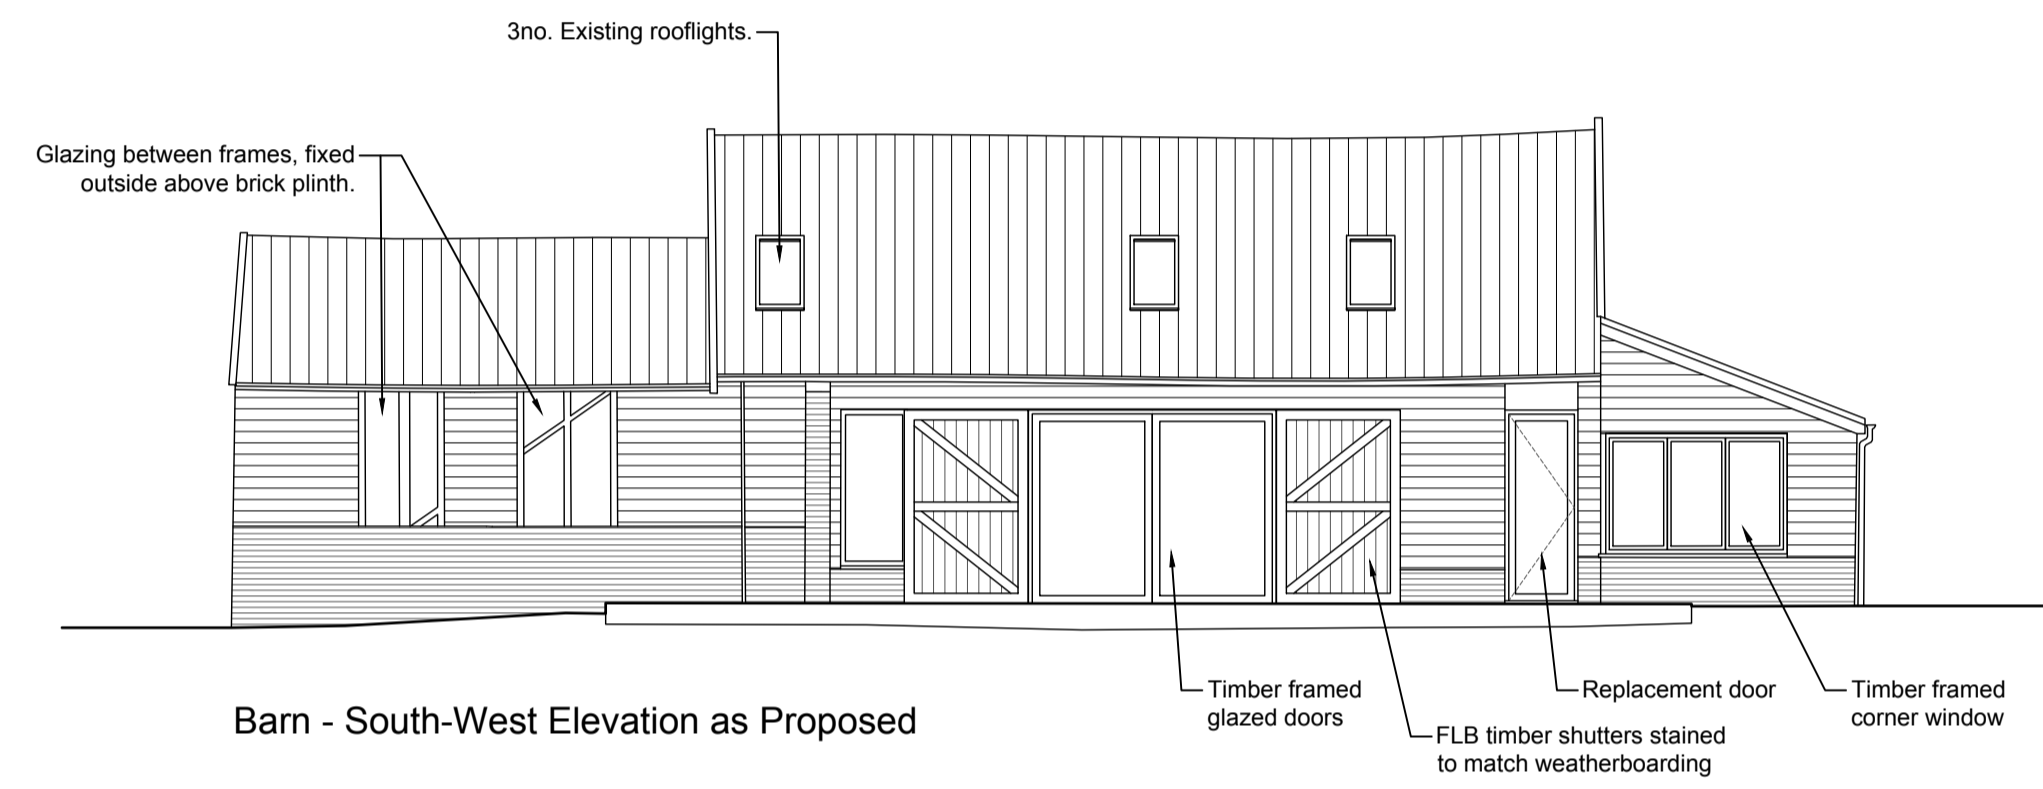 3no. Existing rooflights.
Glazing between frames, fixed
outside above brick plinth.
Timber framed
glazed doors
FLB timber shutters stained
to match weatherboarding
Replacement door
Timber framed
corner window
Barn - South-West Elevation as Proposed